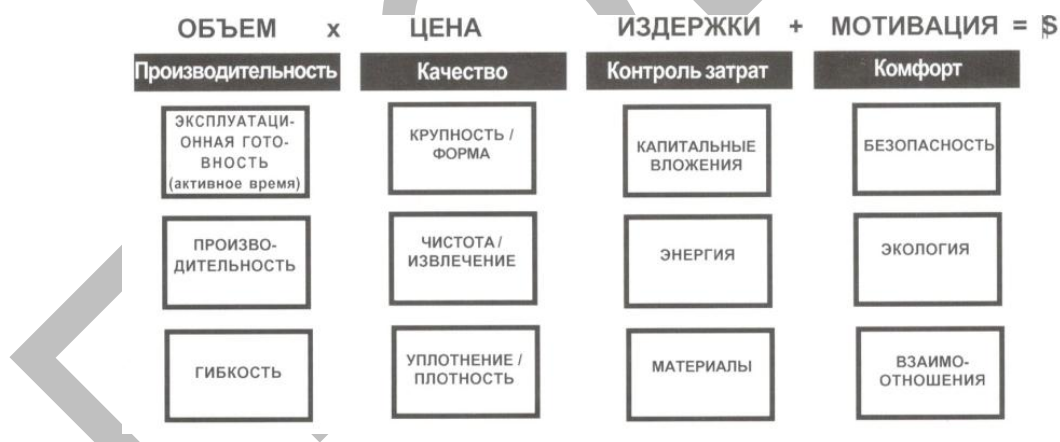 ОБЪЕМ x ЦЕНА ИЗДЕРЖКИ + МОТИВАЦИЯ = $
Производительность Качество Контроль затрат Комфорт
ЭКСПЛУАТАЦИ-
ОННАЯ ГОТО-
ВНОСТЬ
(активное время)
КРУПНОСТЬ /
ФОРМА
КАПИТАЛЬНЫЕ
ВЛОЖЕНИЯ
БЕЗОПАСНОСТЬ
ПРОИЗВО-
ДИТЕЛЬНОСТЬ
ЧИСТОТА /
ИЗВЛЕЧЕНИЕ
ЭНЕРГИЯ
ЭКОЛОГИЯ
ГИБКОСТЬ
УПЛОТНЕНИЕ /
ПЛОТНОСТЬ
МАТЕРИАЛЫ
ВЗАИМО-
ОТНОШЕНИЯ